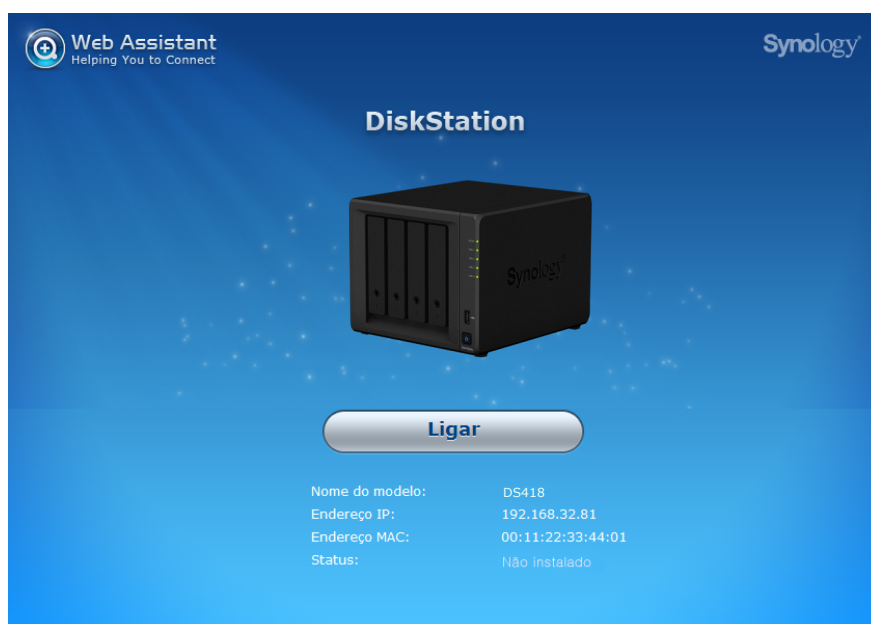 Web Assistant
Helping You to Connect
Synology
DiskStation
Synology
Ligar
Nome do modelo: DS418
Endereço IP: 192.168.32.81
Endereço MAC: 00:11:22:33:44:01
Status: Não instalado